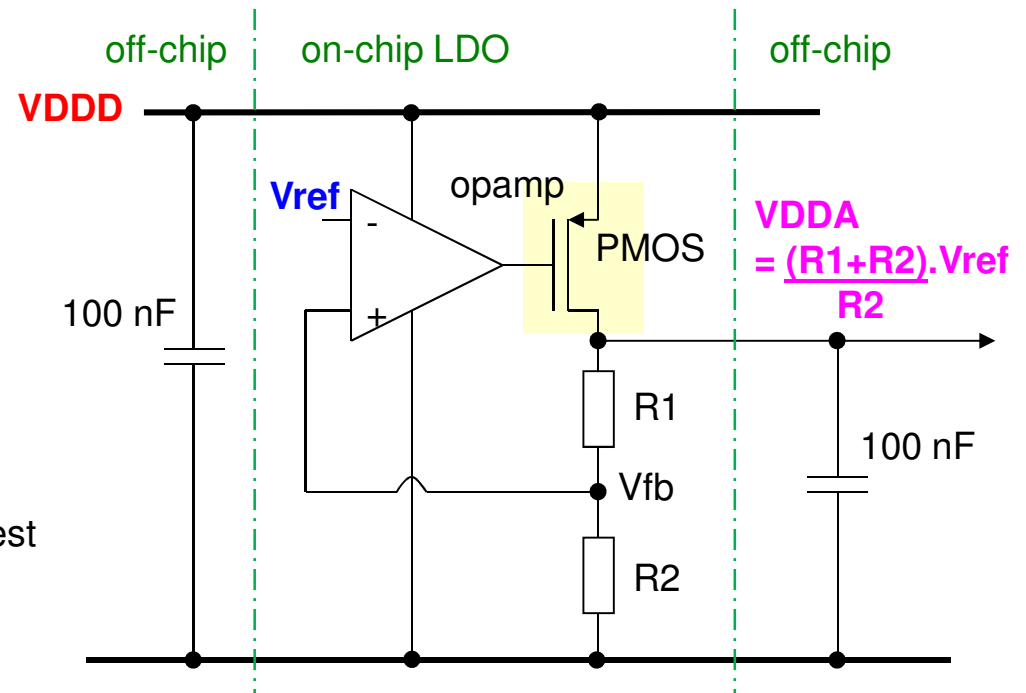 off-chip
on-chip LDO
off-chip
VDDD
Vref
opamp
-
+
PMOS
VDDA
= (R1+R2).Vref
R2
100 nF
R1
100 nF
Vfb
est
R2